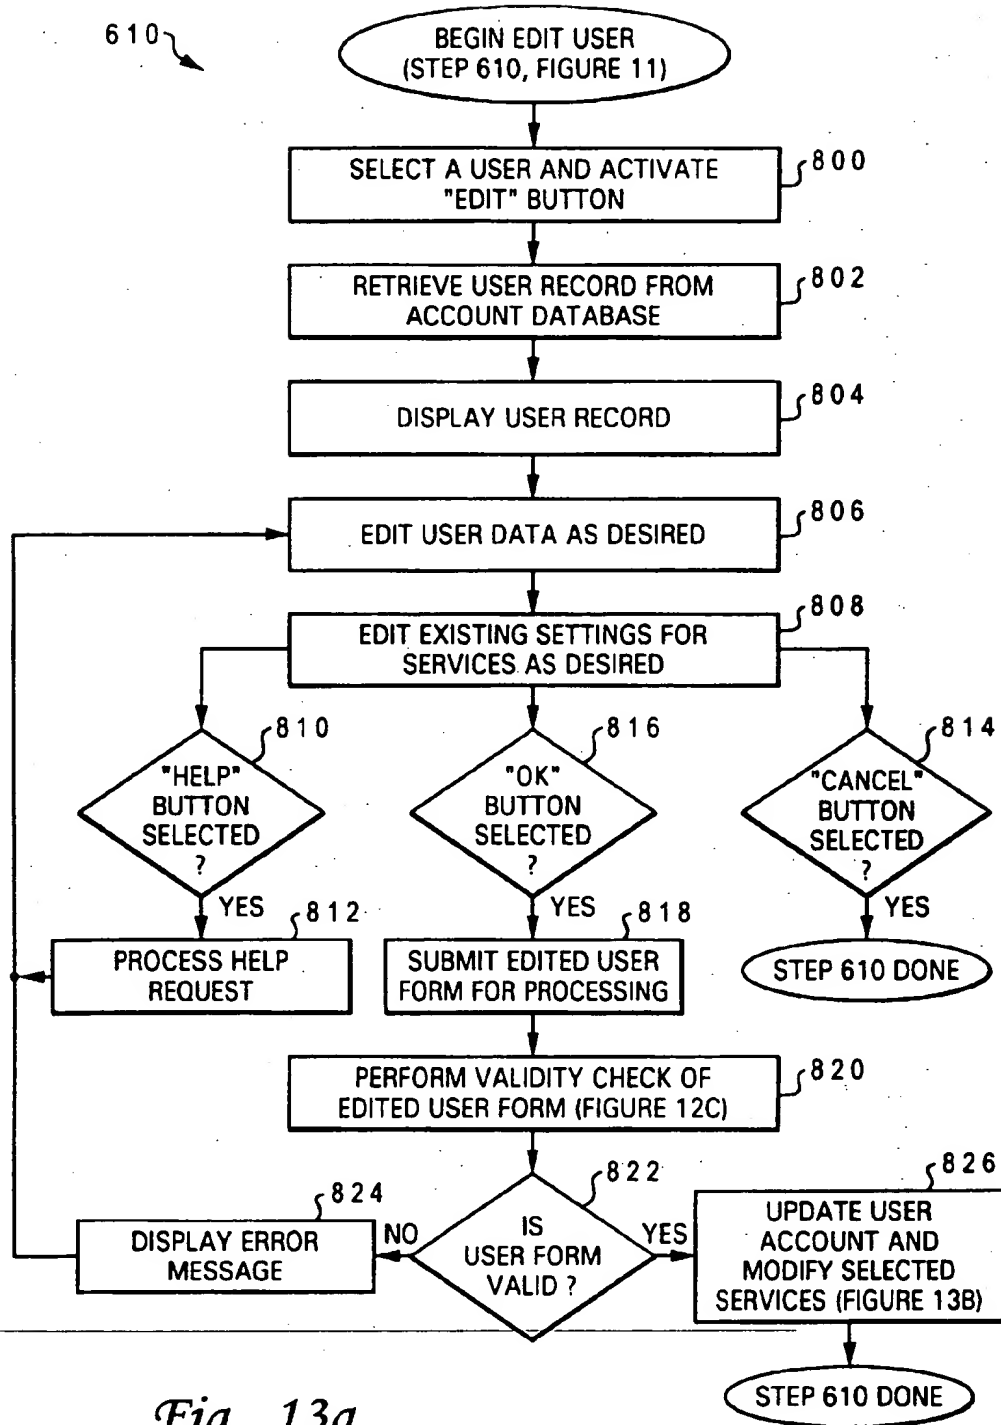 610
BEGIN EDIT USER
(STEP 610, FIGURE 11)
SELECT A USER AND ACTIVATE
"EDIT" BUTTON
800
RETRIEVE USER RECORD FROM
ACCOUNT DATABASE
802
DISPLAY USER RECORD
804
EDIT USER DATA AS DESIRED
806
EDIT EXISTING SETTINGS FOR
SERVICES AS DESIRED
808
"HELP"
BUTTON
SELECTED
?
810
YES
"OK"
BUTTON
SELECTED
?
816
YES
"CANCEL"
BUTTON
SELECTED
?
814
YES
PROCESS HELP
REQUEST
812
SUBMIT EDITED USER
FORM FOR PROCESSING
818
STEP 610 DONE
PERFORM VALIDITY CHECK OF
EDITED USER FORM (FIGURE 12C)
820
IS
USER FORM
VALID ?
822
NO
YES
DISPLAY ERROR
MESSAGE
824
UPDATE USER
ACCOUNT AND
MODIFY SELECTED
SERVICES (FIGURE 13B)
826
STEP 610 DONE
Fig. 13a